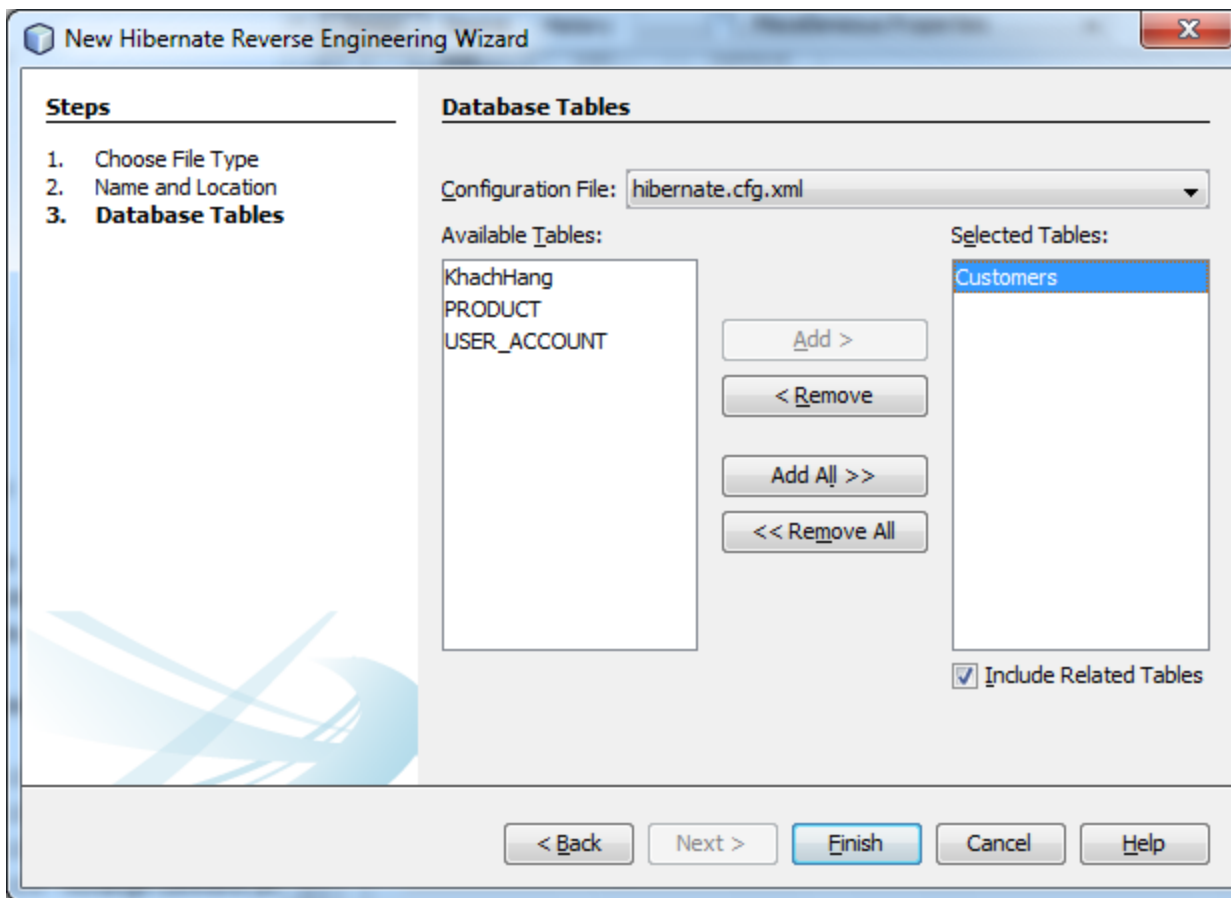 New Hibernate Reverse Engineering Wizard
Steps
1. Choose File Type
2. Name and Location
3. Database Tables
Database Tables
Configuration File: hibernate.cfg.xml
Available Tables:
KhachHang
PRODUCT
USER_ACCOUNT
Add >
< Remove
Add All >>
<< Remove All
Selected Tables:
Customers
Include Related Tables
< Back
Next >
Finish
Cancel
Help